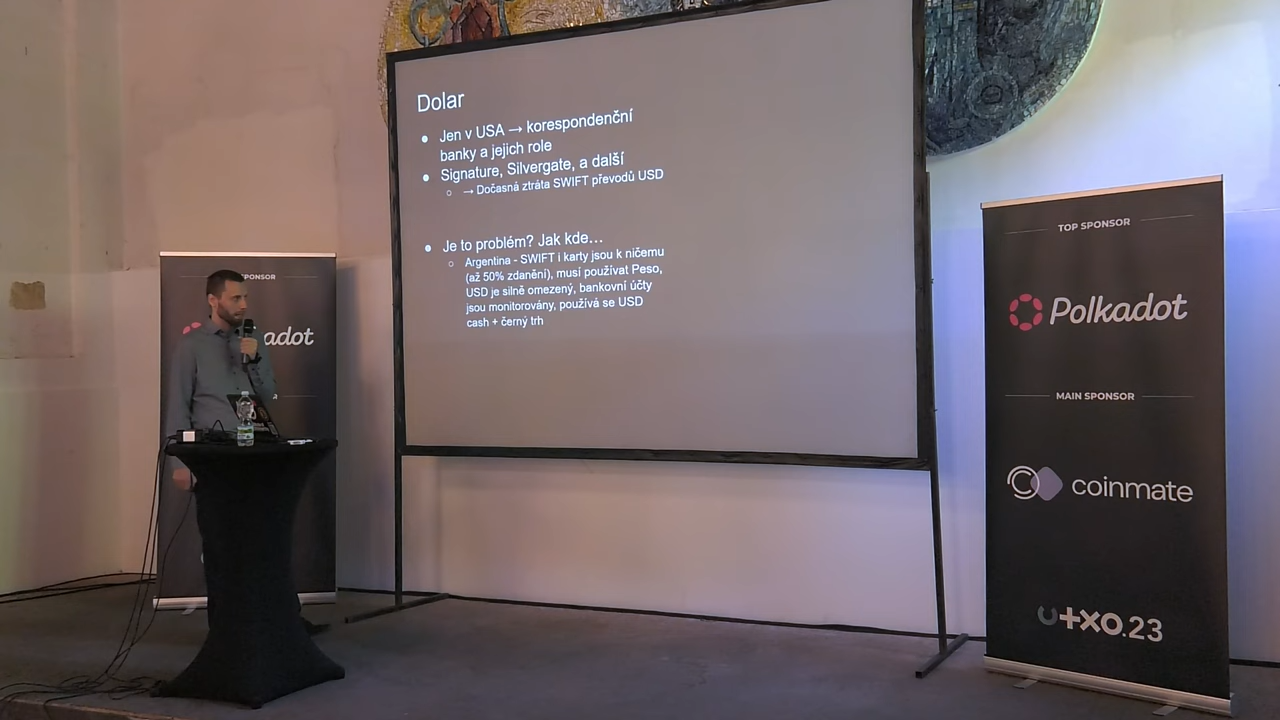 Dolar
● Jen v USA → korespondenční
banky a jejich role
● Signature, Silvergate, a další
○ → Dočasná ztráta SWIFT převodů USD
● Je to problém? Jak kde…
○ Argentina - SWIFT i karty jsou k ničemu
(až 50% zdanění), musí používat Peso,
USD je silně omezený, bankovní účty
jsou monitorovány, používá se USD
cash + černý trh
adot
TOP SPONSOR
Polkadot
MAIN SPONSOR
coinmate
utxo.23